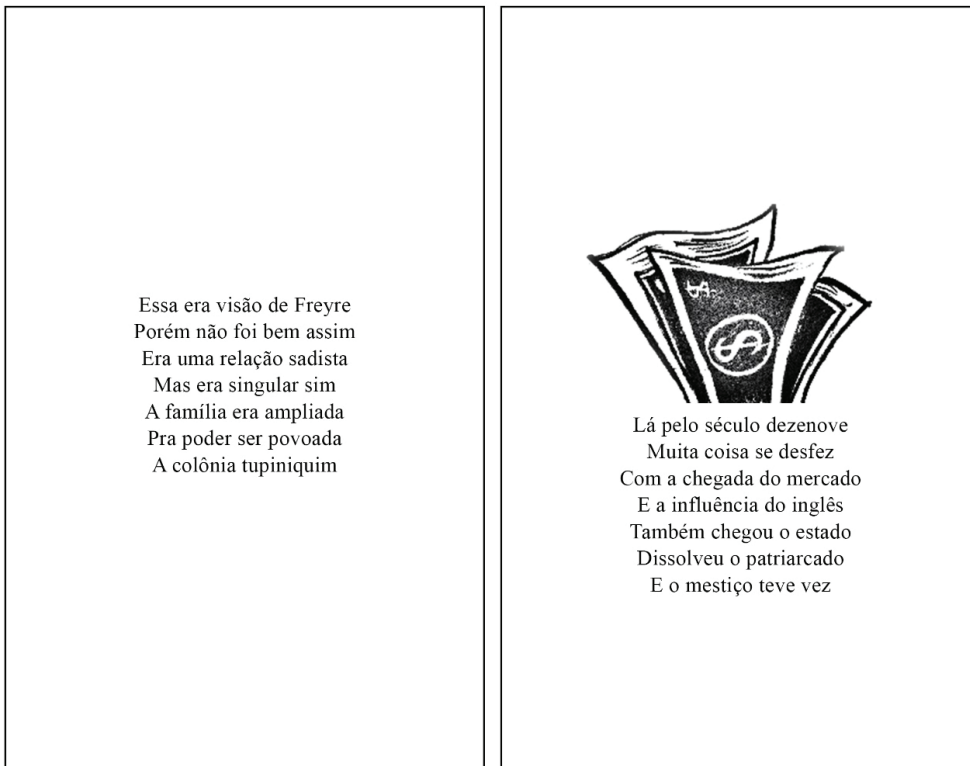 Essa era visão de Freyre
Porém não foi bem assim
Era uma relação sadista
Mas era singular sim
A família era ampliada
Pra poder ser povoada
A colônia tupiniquim
$
$
Lá pelo século dezenove
Muita coisa se desfez
Com a chegada do mercado
E a influência do inglês
Também chegou o estado
Dissolveu o patriarcado
E o mestiço teve vez